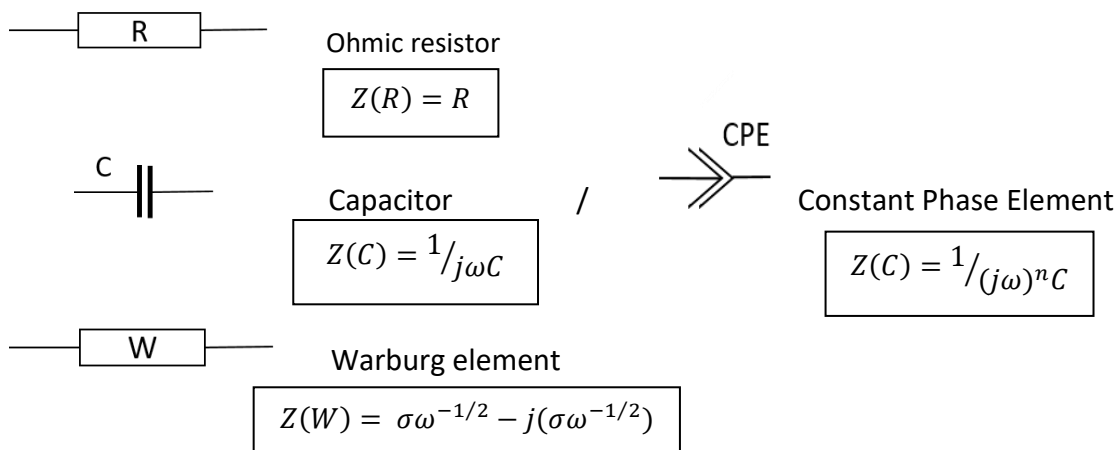 R
Ohmic resistor
Z(R) = R
C
Capacitor
Z(C) = 1/jωC
/
CPE
Constant Phase Element
Z(C) = 1/(jω)ⁿC
W
Warburg element
Z(W) = σω⁻¹/² − j(σω⁻¹/²)